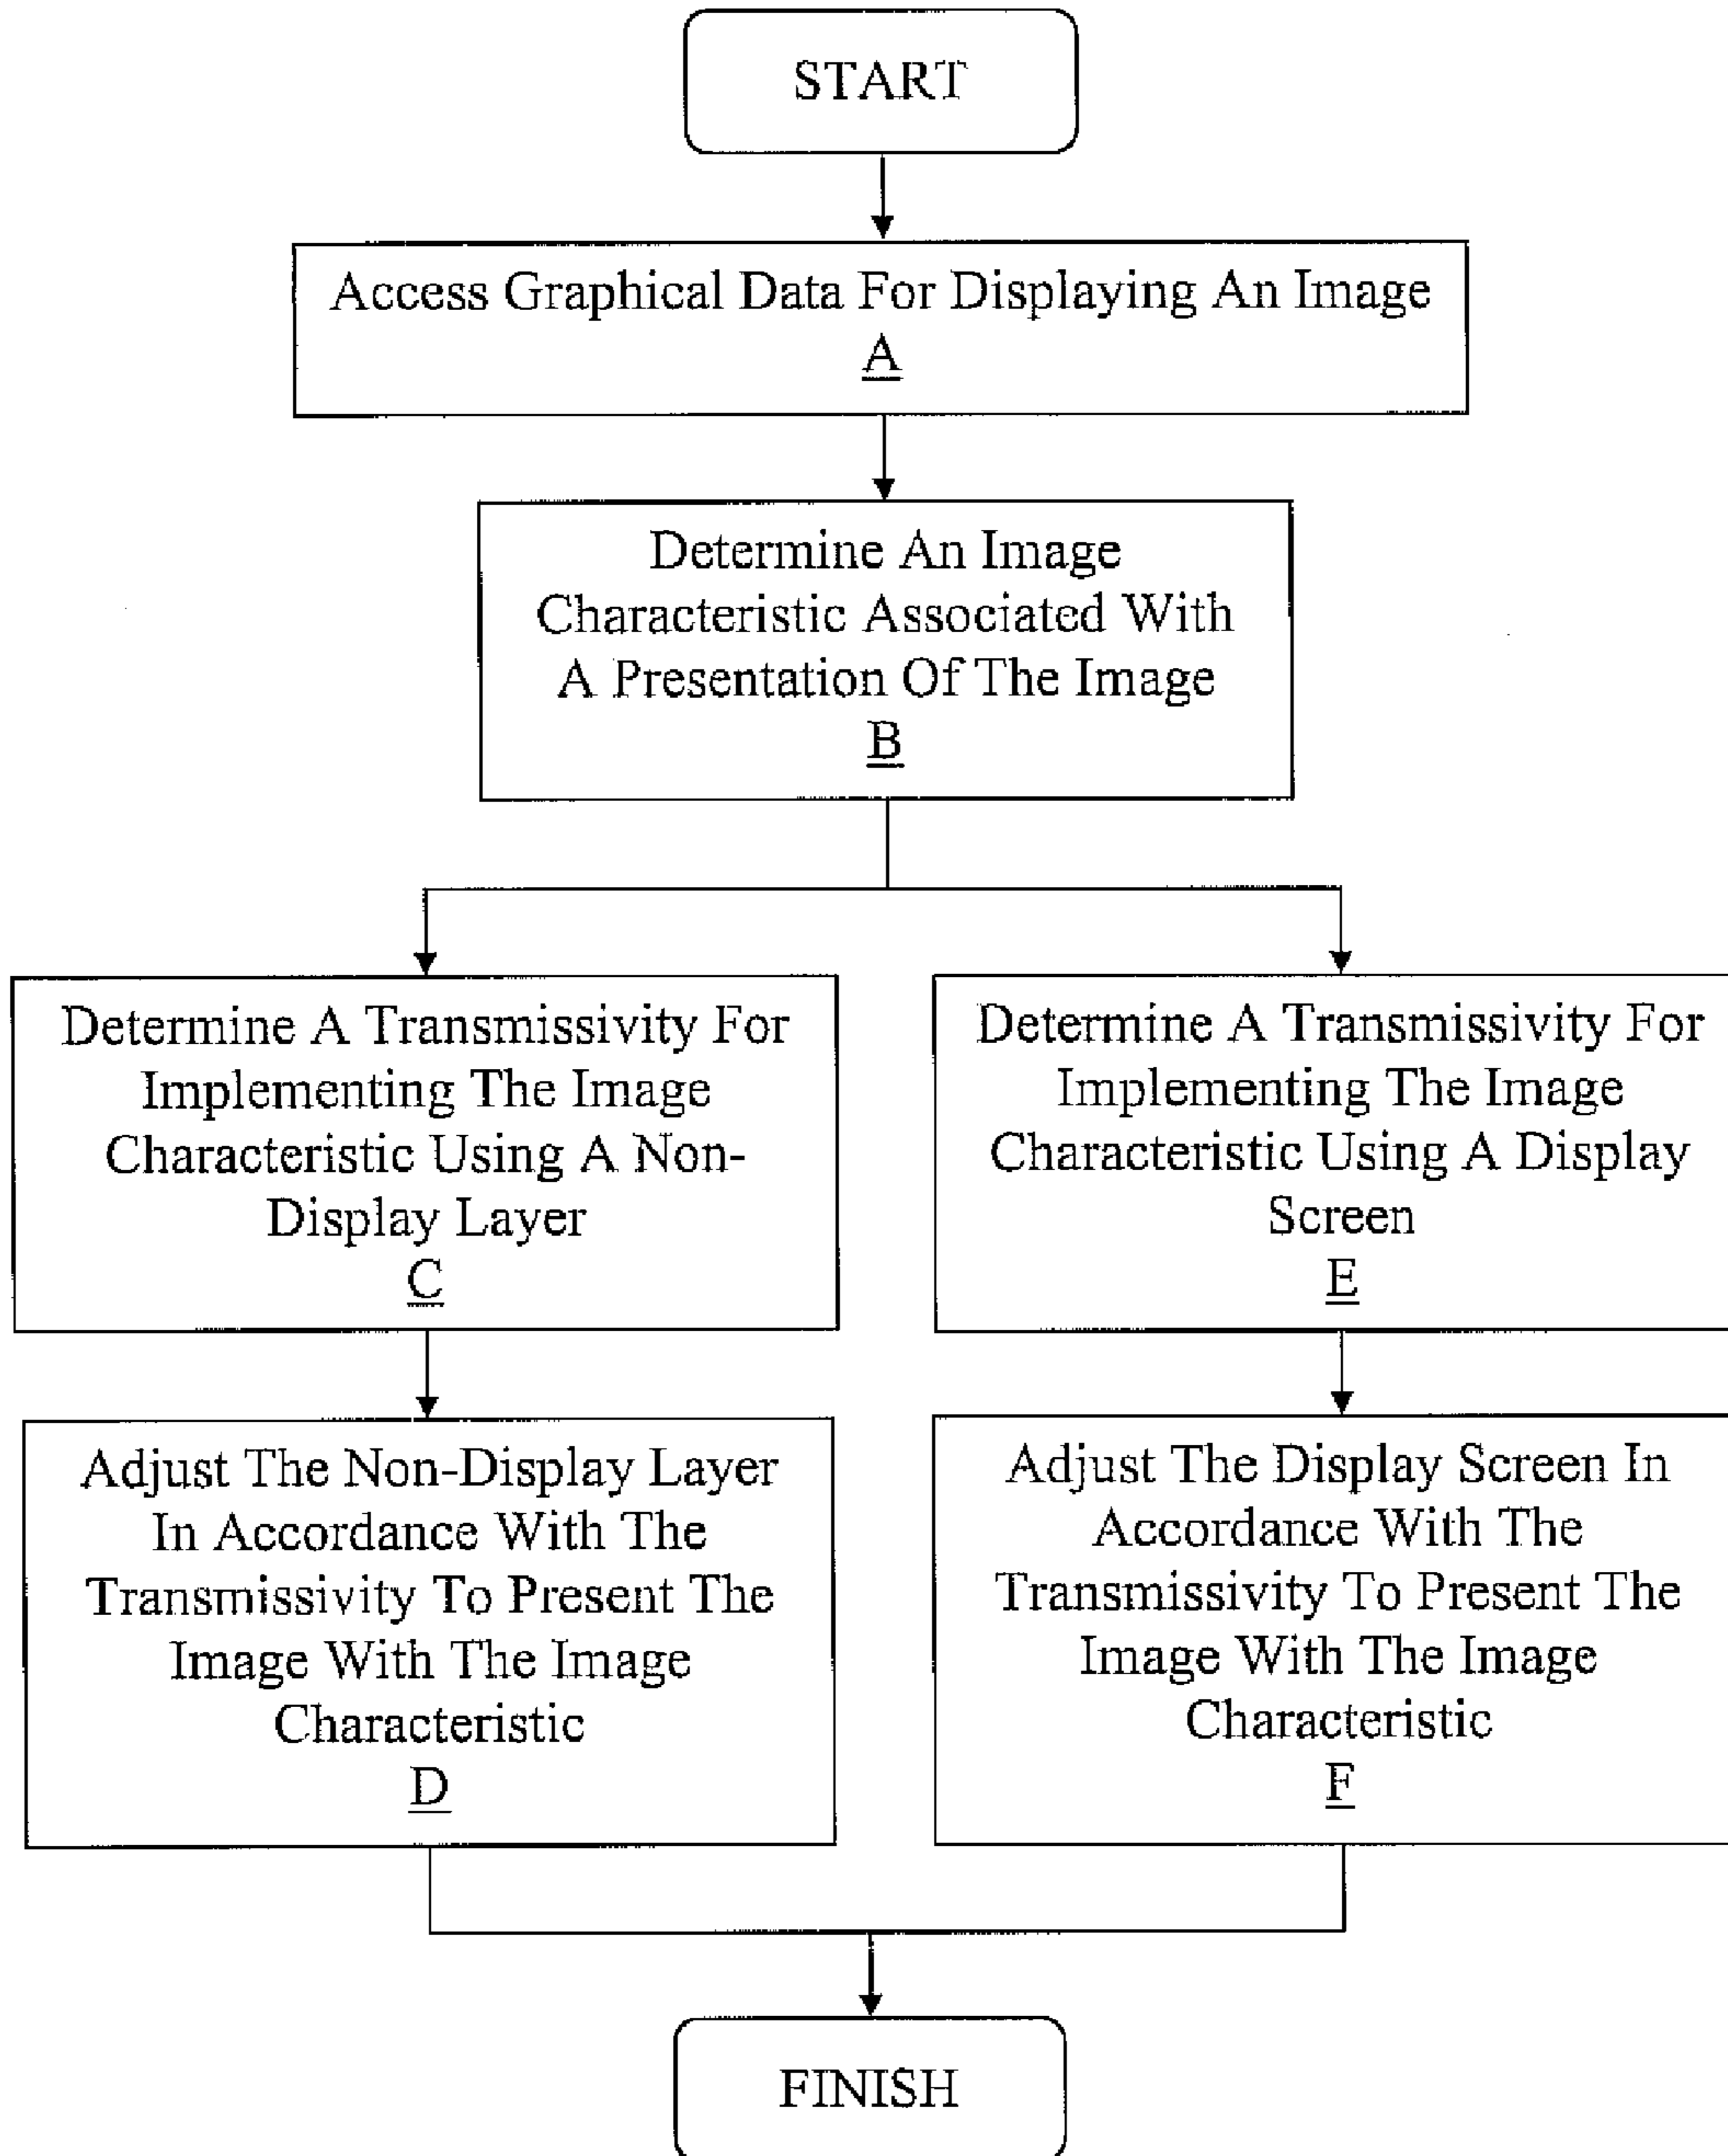 START
Access Graphical Data For Displaying An Image
A
Determine An Image
Characteristic Associated With
A Presentation Of The Image
B
Determine A Transmissivity For
Implementing The Image
Characteristic Using A Non-
Display Layer
C
Determine A Transmissivity For
Implementing The Image
Characteristic Using A Display
Screen
E
Adjust The Non-Display Layer
In Accordance With The
Transmissivity To Present The
Image With The Image
Characteristic
D
Adjust The Display Screen In
Accordance With The
Transmissivity To Present The
Image With The Image
Characteristic
F
FINISH